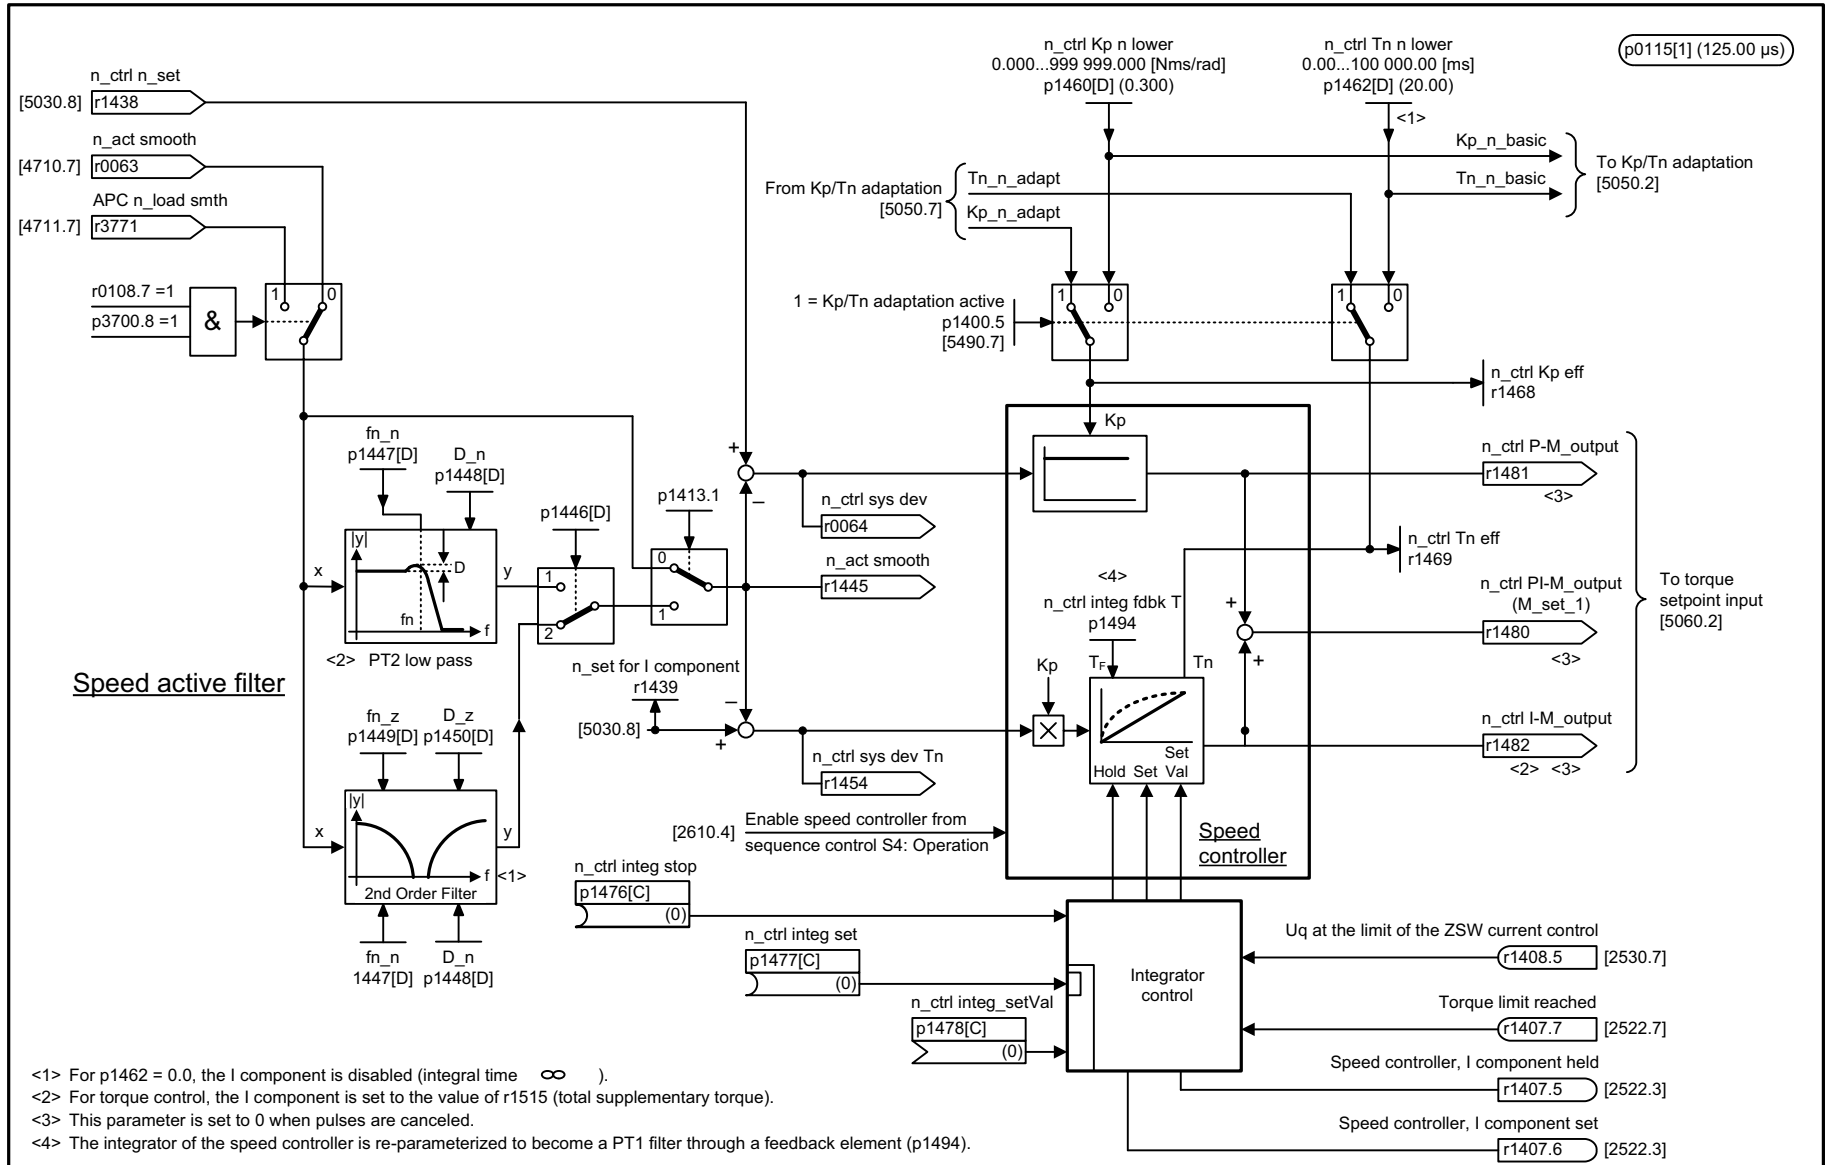 p0115[1] (125.00 µs)
n_ctrl n_set
[5030.8] r1438
n_act smooth
[4710.7] r0063
APC n_load smth
[4711.7] r3771
r0108.7 =1
p3700.8 =1
&
1 0
n_ctrl Kp n lower
0.000...999 999.000 [Nms/rad]
p1460[D] (0.300)
n_ctrl Tn n lower
0.00...100 000.00 [ms]
p1462[D] (20.00)
<1>
Kp_n_basic
Tn_n_basic
To Kp/Tn adaptation
[5050.2]
From Kp/Tn adaptation
[5050.7]
Tn_n_adapt
Kp_n_adapt
1 = Kp/Tn adaptation active
p1400.5
[5490.7]
1 0
1 0
n_ctrl Kp eff
r1468
fn_n
p1447[D]
D_n
p1448[D]
|y|
D
x
y
fn
f
<2> PT2 low pass
p1446[D]
1
2
p1413.1
0
1
+
–
n_ctrl sys dev
r0064
n_act smooth
r1445
Kp
n_ctrl P-M_output
r1481
<3>
n_ctrl Tn eff
r1469
<4>
n_ctrl integ fdbk T
p1494
TF
Tn
Kp
×
+
+
n_ctrl PI-M_output
(M_set_1)
r1480
<3>
To torque
setpoint input
[5060.2]
Speed active filter
n_set for I component
r1439
[5030.8]
–
+
n_ctrl sys dev Tn
r1454
Set
Hold Set Val
n_ctrl I-M_output
r1482
<2> <3>
fn_z
p1449[D]
D_z
p1450[D]
|y|
x
y
f
<1>
2nd Order Filter
fn_n
1447[D]
D_n
p1448[D]
[2610.4]
Enable speed controller from
sequence control S4: Operation
Speed
controller
n_ctrl integ stop
p1476[C]
(0)
n_ctrl integ set
p1477[C]
(0)
n_ctrl integ_setVal
p1478[C]
(0)
Integrator
control
Uq at the limit of the ZSW current control
r1408.5 [2530.7]
Torque limit reached
r1407.7 [2522.7]
Speed controller, I component held
r1407.5 [2522.3]
Speed controller, I component set
r1407.6 [2522.3]
<1> For p1462 = 0.0, the I component is disabled (integral time ∞ ).
<2> For torque control, the I component is set to the value of r1515 (total supplementary torque).
<3> This parameter is set to 0 when pulses are canceled.
<4> The integrator of the speed controller is re-parameterized to become a PT1 filter through a feedback element (p1494).